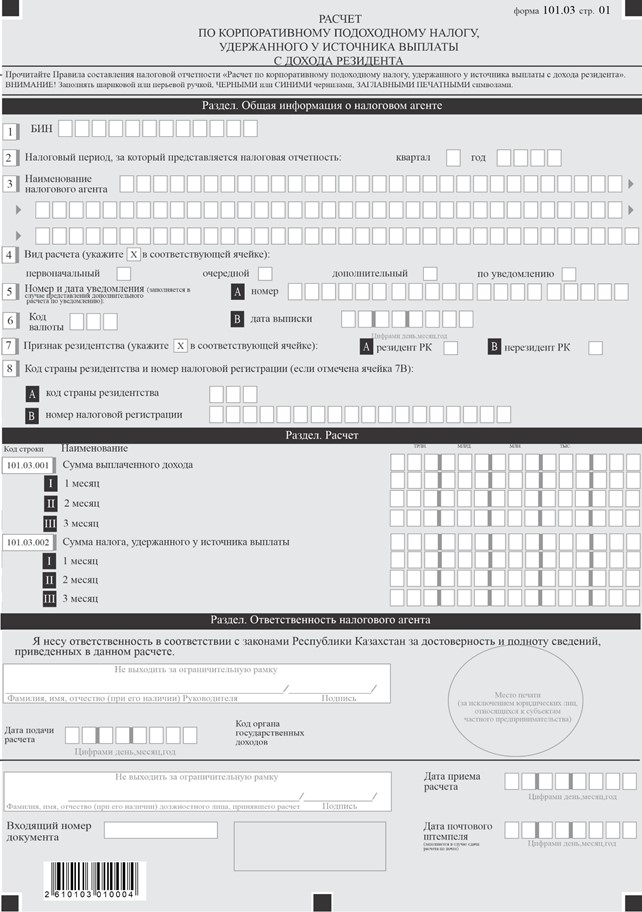 форма 101.03 стр. 01
РАСЧЕТ
ПО КОРПОРАТИВНОМУ ПОДОХОДНОМУ НАЛОГУ,
УДЕРЖАННОГО У ИСТОЧНИКА ВЫПЛАТЫ
С ДОХОДА РЕЗИДЕНТА
Прочитайте Правила составления налоговой отчетности «Расчет по корпоративному подоходному налогу, удержанного у источника выплаты с дохода резидента».
ВНИМАНИЕ! Заполнять шариковой или перьевой ручкой, ЧЕРНЫМИ или СИНИМИ чернилами, ЗАГЛАВНЫМИ ПЕЧАТНЫМИ символами.
Раздел. Общая информация о налоговом агенте
1 БИН
2 Налоговый период, за который представляется налоговая отчетность: квартал год
3 Наименование
налогового агента
4 Вид расчета (укажите X в соответствующей ячейке):
первоначальный очередной дополнительный по уведомлению
5 Номер и дата уведомления (заполняется в
случае представления дополнительного
расчета по уведомлению):
A номер
B дата выписки
Цифрами день,месяц,год
6 Код
валюты
7 Признак резидентства (укажите X в соответствующей ячейке): A резидент РК B нерезидент РК
8 Код страны резидентства и номер налоговой регистрации (если отмечена ячейка 7В):
A код страны резидентства
B номер налоговой регистрации
Раздел. Расчет
Код строки Наименование трлн. млрд. млн. тыс.
101.03.001 Сумма выплаченного дохода
I 1 месяц
II 2 месяц
III 3 месяц
101.03.002 Сумма налога, удержанного у источника выплаты
I 1 месяц
II 2 месяц
III 3 месяц
Раздел. Ответственность налогового агента
Я несу ответственность в соответствии с законами Республики Казахстан за достоверность и полноту сведений,
приведенных в данном расчете.
Не выходить за ограничительную рамку
Фамилия, имя, отчество (при его наличии) Руководителя Подпись
Место печати
(за исключением юридических лиц,
относящихся к субъектам
частного предпринимательства)
Дата подачи
расчета
Цифрами день,месяц,год
Код органа
государственных
доходов
Не выходить за ограничительную рамку
Фамилия, имя, отчество (при его наличии) должностного лица, принявшего расчет Подпись
Дата приема
расчета
Цифрами день,месяц,год
Входящий номер
документа
Дата почтового
штемпеля
(заполняется в случае сдачи
расчета по почте)
Цифрами день,месяц,год
2 610103 010004